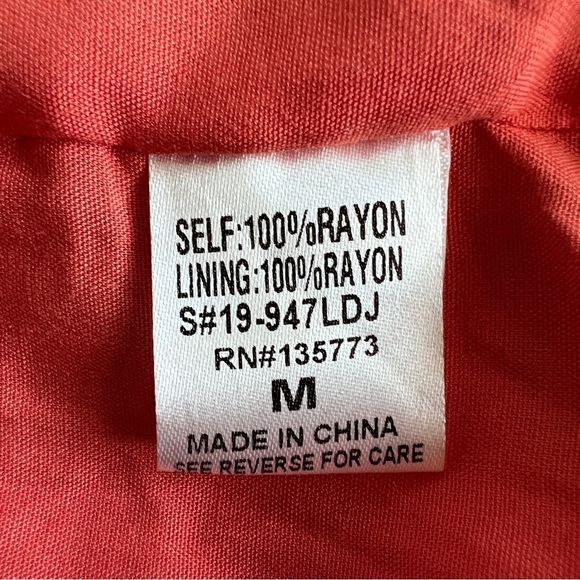 SELF:100%RAYON
LINING:100%RAYON
S#19-947LDJ
RN#135773
M
MADE IN CHINA
SEE REVERSE FOR CARE